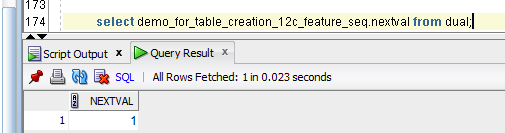 173
174 select demo_for_table_creation_12c_feature_seq.nextval from dual;
Script Output x Query Result x
SQL | All Rows Fetched: 1 in 0.023 seconds
NEXTVAL
1 1